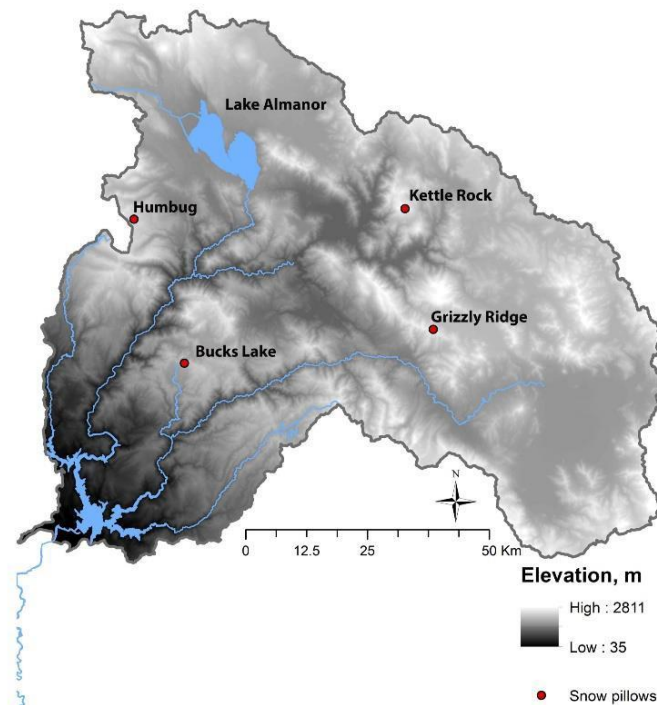 Lake Almanor
Humbug
Kettle Rock
Grizzly Ridge
Bucks Lake
N
0 12.5 25 50 Km
Elevation, m
High : 2811
Low : 35
Snow pillows